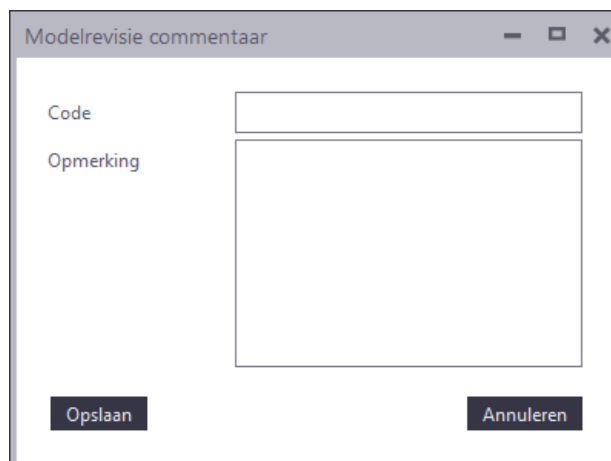 Modelrevisie commentaar
Code
Opmerking
Opslaan
Annuleren